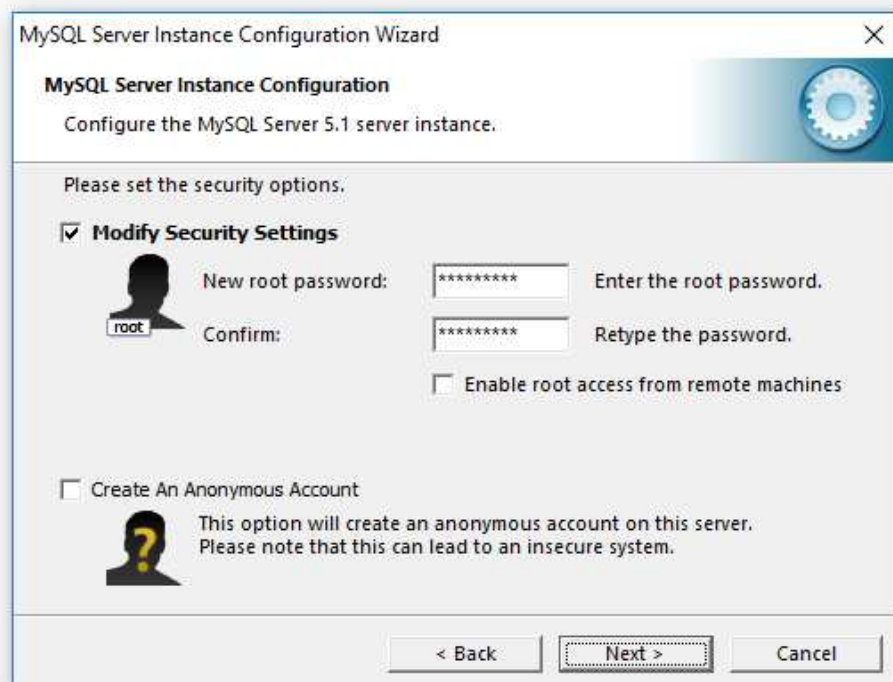 MySQL Server Instance Configuration Wizard
MySQL Server Instance Configuration
Configure the MySQL Server 5.1 server instance.
Please set the security options.
Modify Security Settings
New root password: ********* Enter the root password.
root
Confirm: ********* Retype the password.
Enable root access from remote machines
Create An Anonymous Account
?
This option will create an anonymous account on this server.
Please note that this can lead to an insecure system.
< Back Next > Cancel